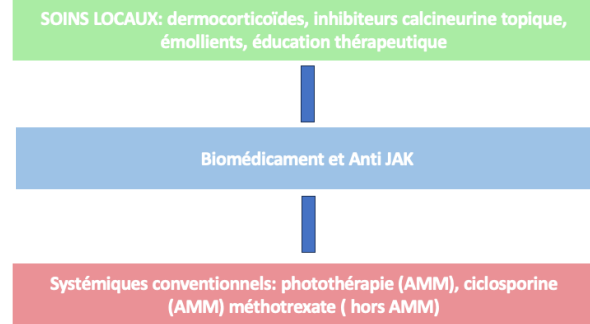 SOINS LOCAUX: dermocorticoïdes, inhibiteurs calcineurine topique,
émollients, éducation thérapeutique
Biomédicament et Anti JAK
Systémiques conventionnels: photothérapie (AMM), ciclosporine
(AMM) méthotrexate ( hors AMM)